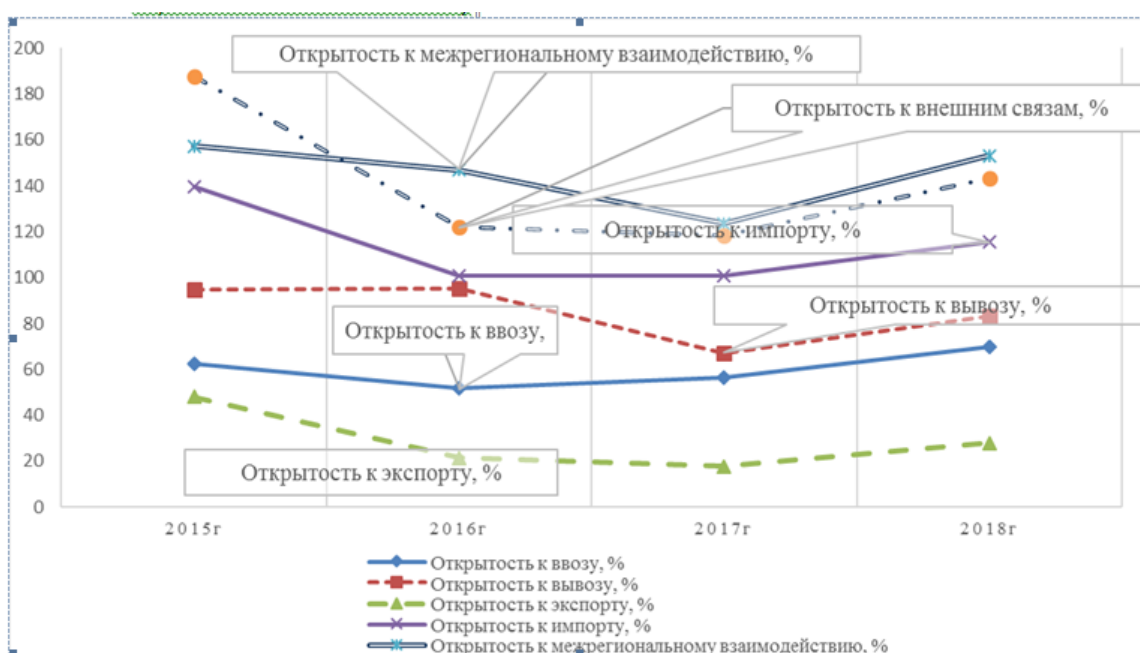 200
Открытость к межрегиональному взаимодействию, %
180
160
Открытость к внешним связам, %
140
120
Открытость к импорту, %
100
Открытость к вывозу, %
80
Открытость к ввозу,
60
40
20
Открытость к экспорту, %
0
2015г 2016г 2017г 2018г
Открытость к ввозу, %
Открытость к вывозу, %
Открытость к экспорту, %
Открытость к импорту, %
Открытость к межрегиональному взаимодействию, %